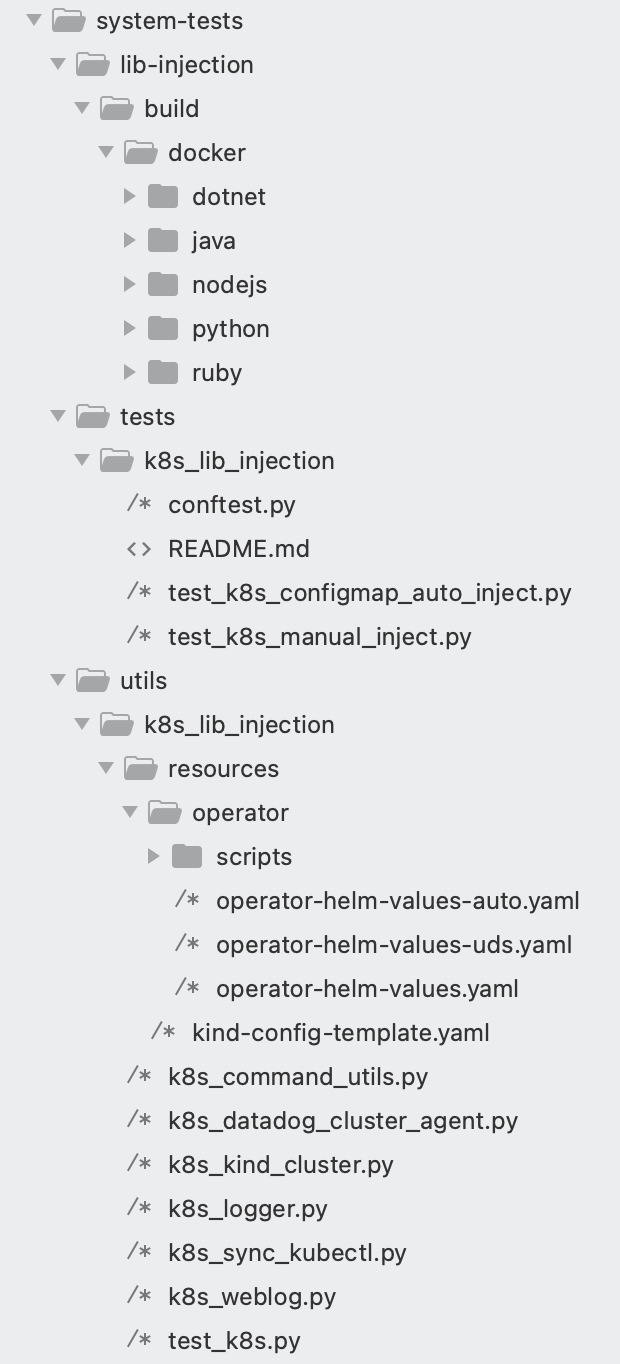 system-tests
lib-injection
build
docker
dotnet
java
nodejs
python
ruby
tests
k8s_lib_injection
/* conftest.py
<> README.md
/* test_k8s_configmap_auto_inject.py
/* test_k8s_manual_inject.py
utils
k8s_lib_injection
resources
operator
scripts
/* operator-helm-values-auto.yaml
/* operator-helm-values-uds.yaml
/* operator-helm-values.yaml
/* kind-config-template.yaml
/* k8s_command_utils.py
/* k8s_datadog_cluster_agent.py
/* k8s_kind_cluster.py
/* k8s_logger.py
/* k8s_sync_kubectl.py
/* k8s_weblog.py
/* test_k8s.py